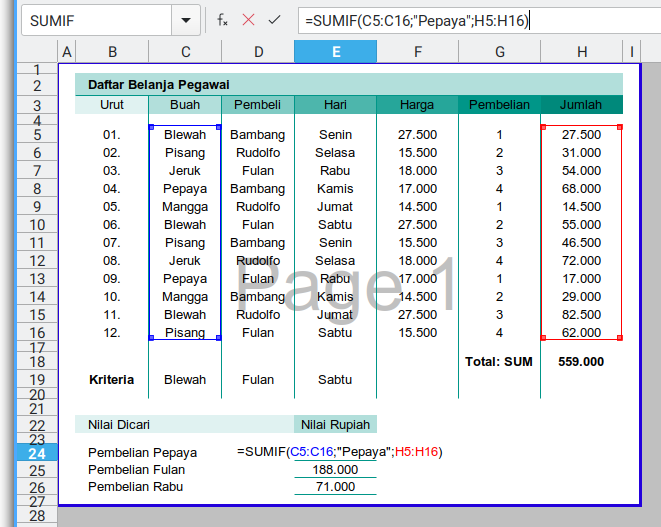 SUMIF =SUMIF(C5:C16;"Pepaya";H5:H16)
A B C D E F G H I
1
2 Daftar Belanja Pegawai
3 Urut Buah Pembeli Hari Harga Pembelian Jumlah
4
5 01. Blewah Bambang Senin 27.500 1 27.500
6 02. Pisang Rudolfo Selasa 15.500 2 31.000
7 03. Jeruk Fulan Rabu 18.000 3 54.000
8 04. Pepaya Bambang Kamis 17.000 4 68.000
9 05. Mangga Rudolfo Jumat 14.500 1 14.500
10 06. Blewah Fulan Sabtu 27.500 2 55.000
11 07. Pisang Bambang Senin 15.500 3 46.500
12 08. Jeruk Rudolfo Selasa 18.000 4 72.000
Page 1
13 09. Pepaya Fulan Rabu 17.000 1 17.000
14 10. Mangga Bambang Kamis 14.500 2 29.000
15 11. Blewah Rudolfo Jumat 27.500 3 82.500
16 12. Pisang Fulan Sabtu 15.500 4 62.000
17
18 Total: SUM 559.000
19 Kriteria Blewah Fulan Sabtu
20
21
22 Nilai Dicari Nilai Rupiah
23
24 Pembelian Pepaya =SUMIF(C5:C16;"Pepaya";H5:H16)
25 Pembelian Fulan 188.000
26 Pembelian Rabu 71.000
27
28